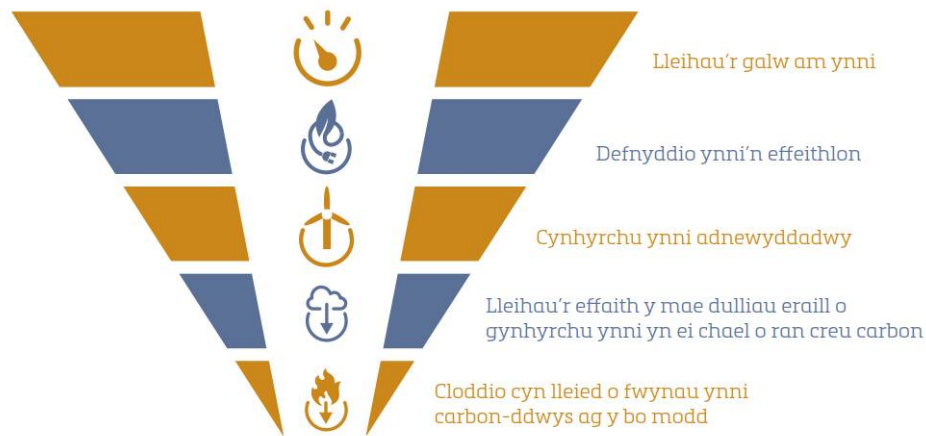 Lleihau'r galw am ynni
Defnyddio ynni'n effeithlon
Cynhyrchu ynni adnewyddadwy
Lleihau'r effaith y mae dulliau eraill o
gynhyrchu ynni yn ei chael o ran creu carbon
Cloddio cyn lleied o fwynau ynni
carbon-ddwys ag y bo modd